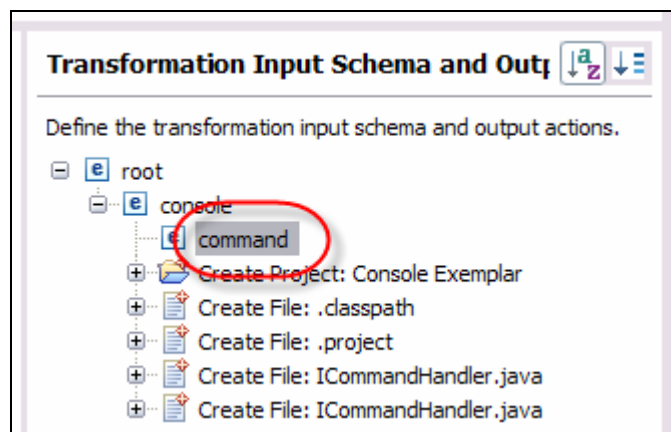 Transformation Input Schema and Outp
Define the transformation input schema and output actions.
root
console
command
Create Project: Console Exemplar
Create File: .classpath
Create File: .project
Create File: ICommandHandler.java
Create File: ICommandHandler.java